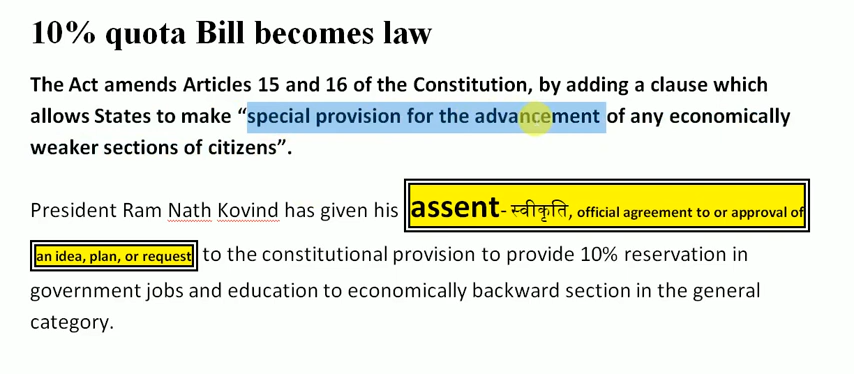 10% quota Bill becomes law
The Act amends Articles 15 and 16 of the Constitution, by adding a clause which
allows States to make “special provision for the advancement of any economically
weaker sections of citizens”.
President Ram Nath Kovind has given his assent- स्वीकृति, official agreement to or approval of
an idea, plan, or request to the constitutional provision to provide 10% reservation in
government jobs and education to economically backward section in the general
category.